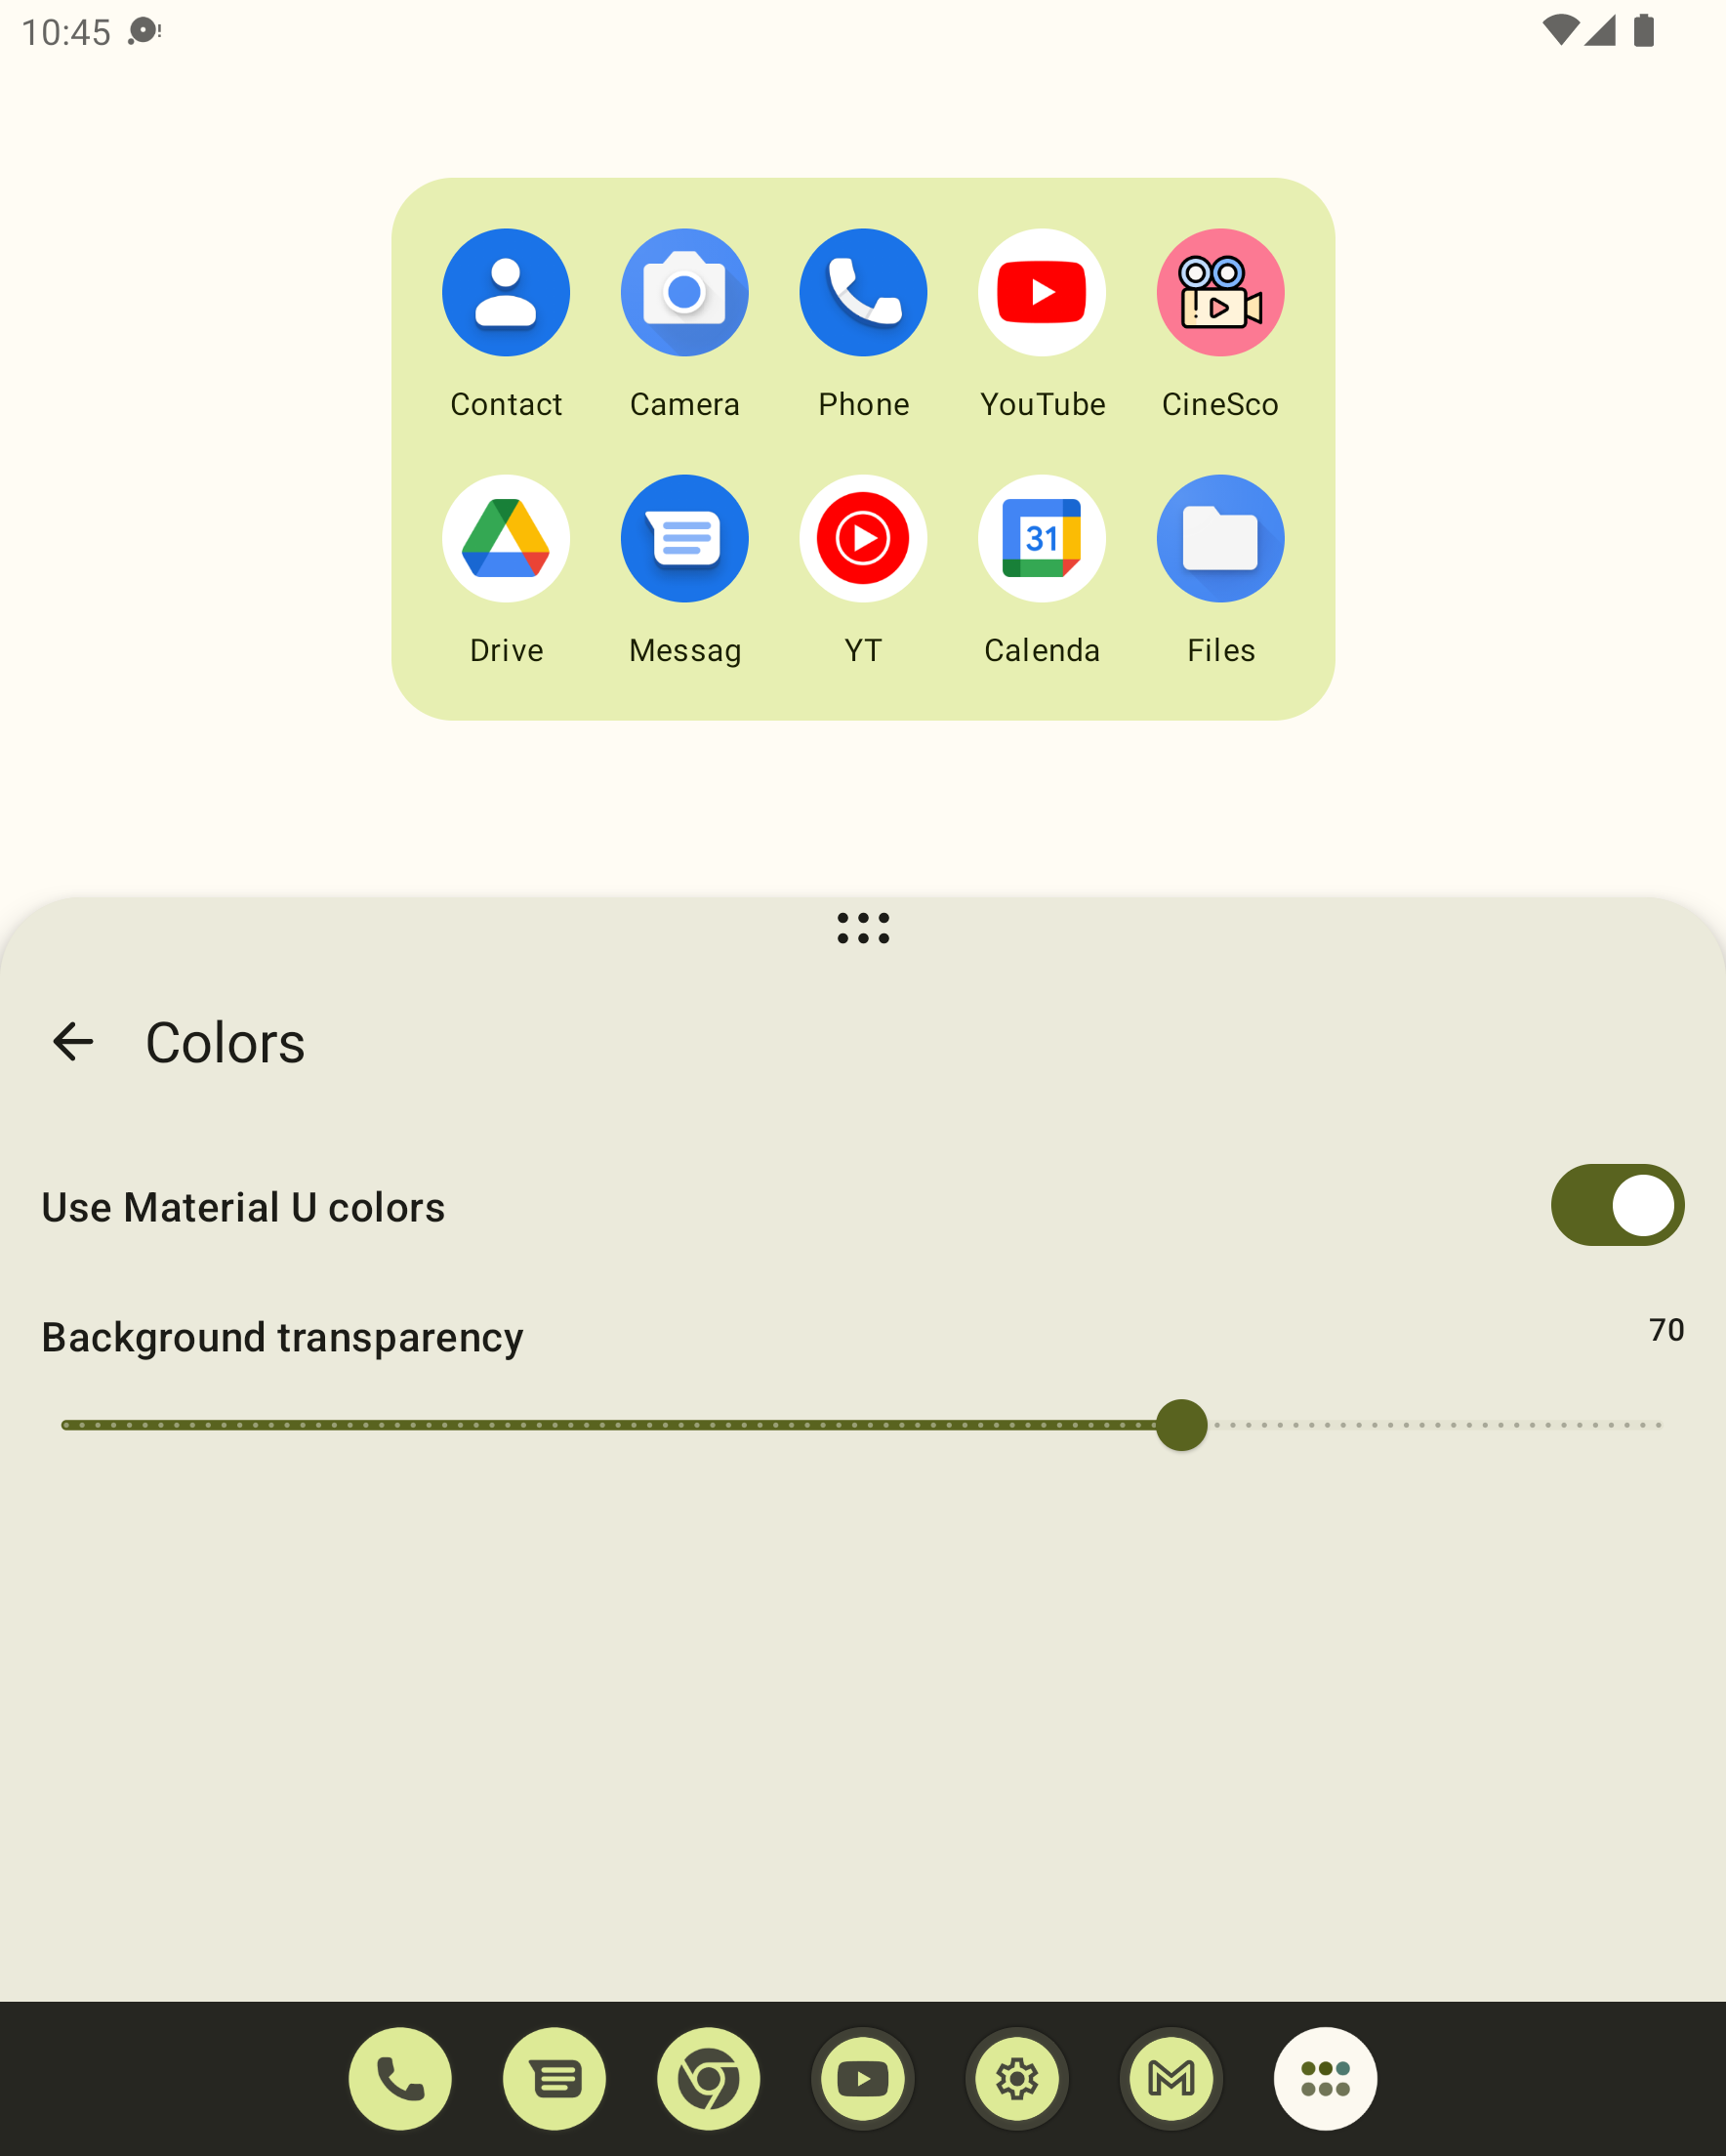 10:45
Contact Camera Phone YouTube CineSco
31
Drive Messag YT Calenda Files
Colors
Use Material U colors
Background transparency 70